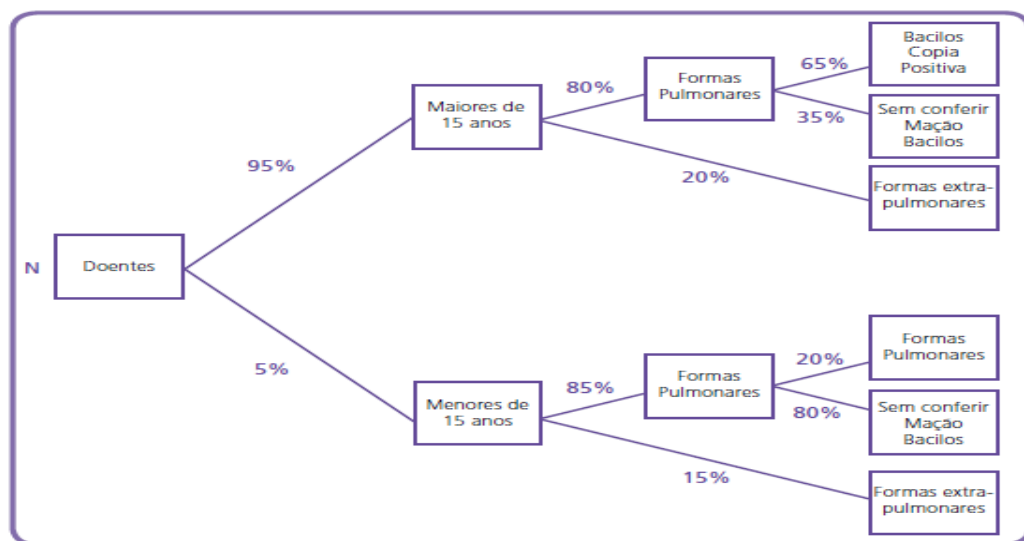 N
Doentes
95%
5%
Maiores de
15 anos
80%
20%
Formas
Pulmonares
65%
35%
Bacilos
Copia
Positiva
Sem conferir
Mação
Bacilos
Formas extra-
pulmonares
Menores de
15 anos
85%
15%
Formas
Pulmonares
20%
80%
Formas
Pulmonares
Sem conferir
Mação
Bacilos
Formas extra-
pulmonares